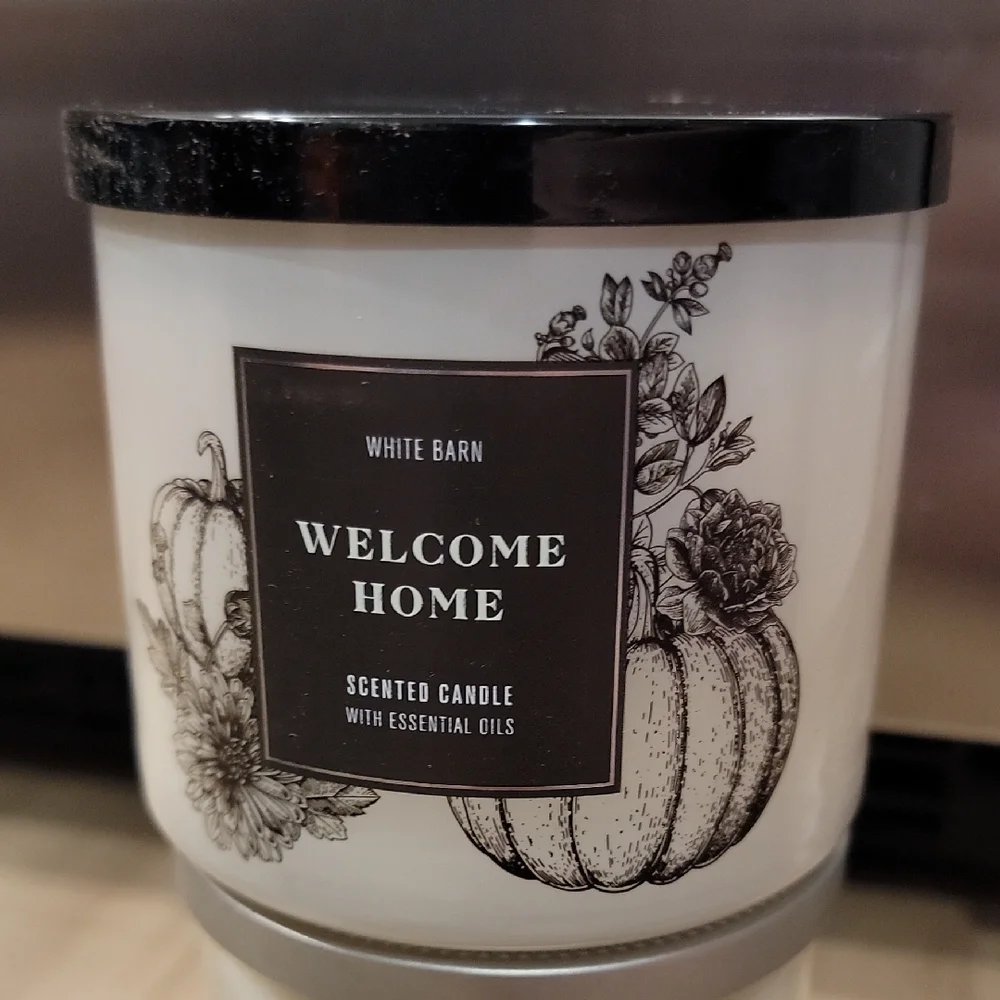 WHITE BARN
WELCOME
HOME
SCENTED CANDLE
WITH ESSENTIAL OILS